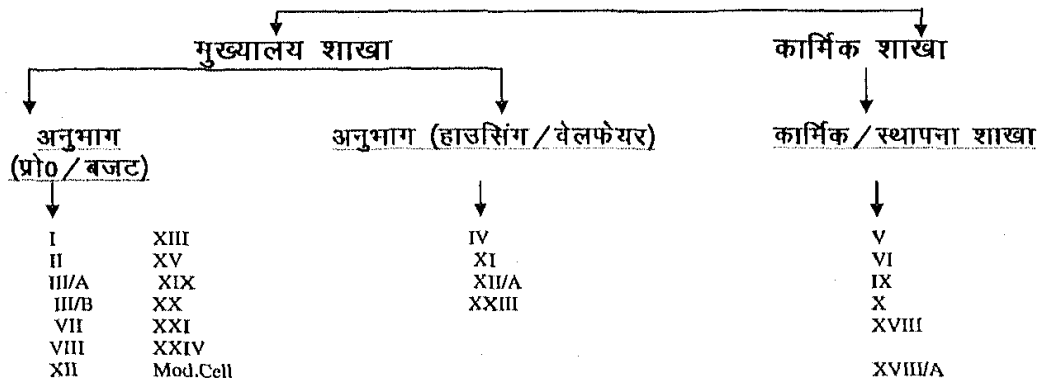 मुख्यालय शाखा कार्मिक शाखा
अनुभाग अनुभाग (हाउसिंग / वेलफेयर) कार्मिक / स्थापना शाखा
(प्रो0 / बजट)
I XIII IV V
II XV XI VI
III/A XIX XII/A IX
III/B XX XXIII X
VII XXI XVIII
VIII XXIV
XII Mod.Cell XVIII/A